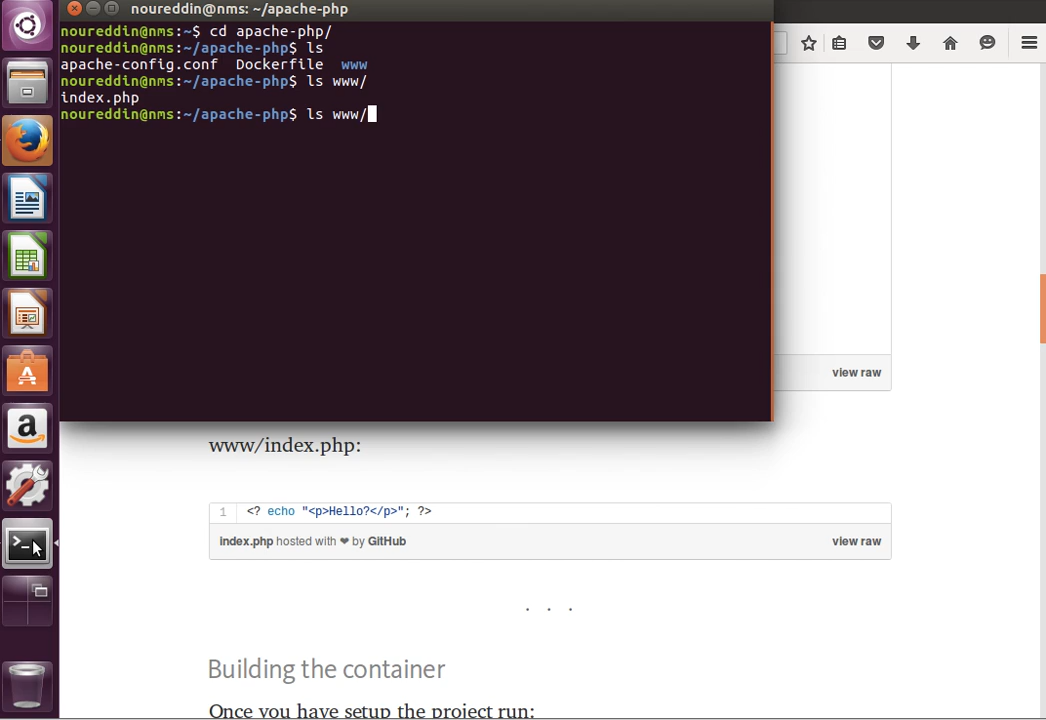 noureddin@nms: ~/apache-php
noureddin@nms:~$ cd apache-php/
noureddin@nms:~/apache-php$ ls
apache-config.conf Dockerfile www
noureddin@nms:~/apache-php$ ls www/
index.php
noureddin@nms:~/apache-php$ ls www/
view raw
www/index.php:
1 <? echo "<p>Hello?</p>"; ?>
index.php hosted with ❤ by GitHub view raw
. . .
Building the container
Once you have setup the project run: